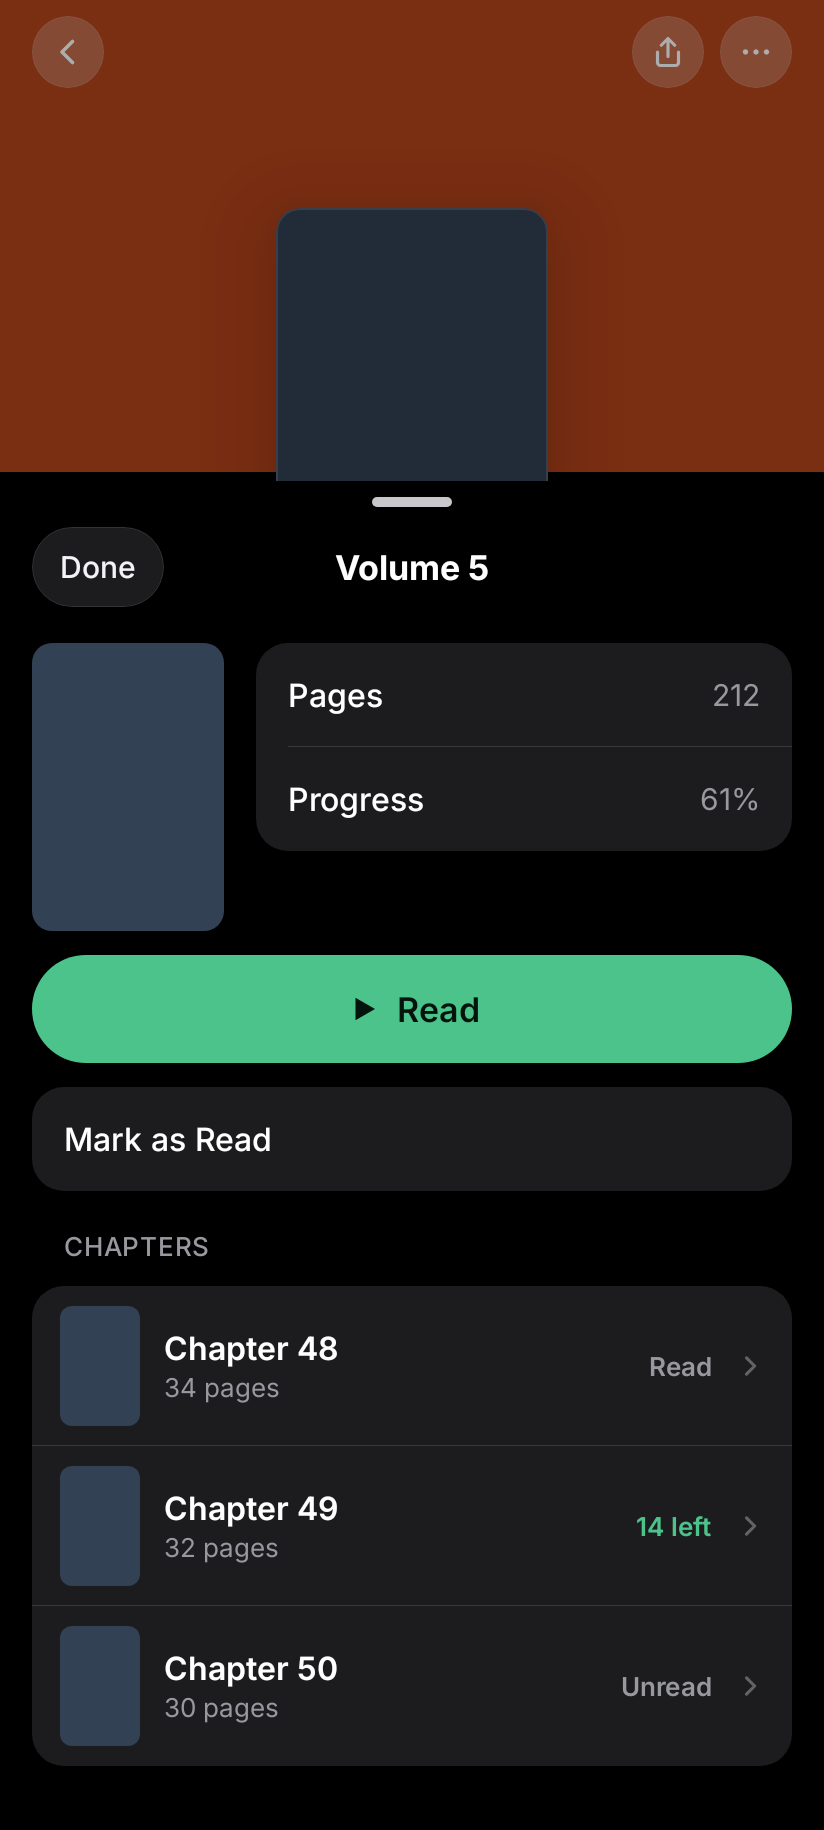 Done
Volume 5
Pages
212
Progress
61%
Read
Mark as Read
CHAPTERS
Chapter 48
34 pages
Read
Chapter 49
32 pages
14 left
Chapter 50
30 pages
Unread